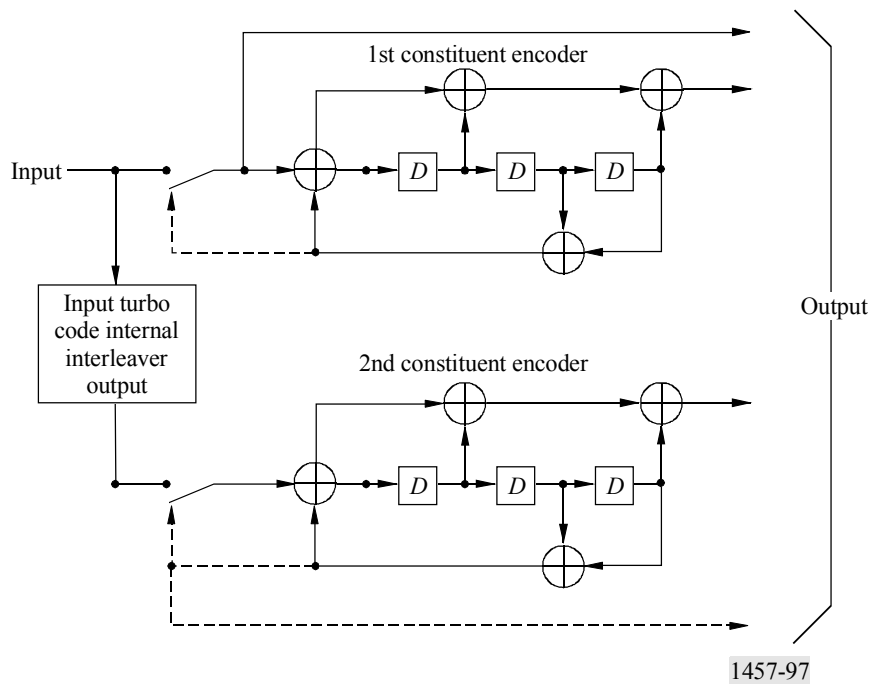 1st constituent encoder
Input
D
D
D
Input turbo
code internal
interleaver
output
Output
2nd constituent encoder
D
D
D
1457-97